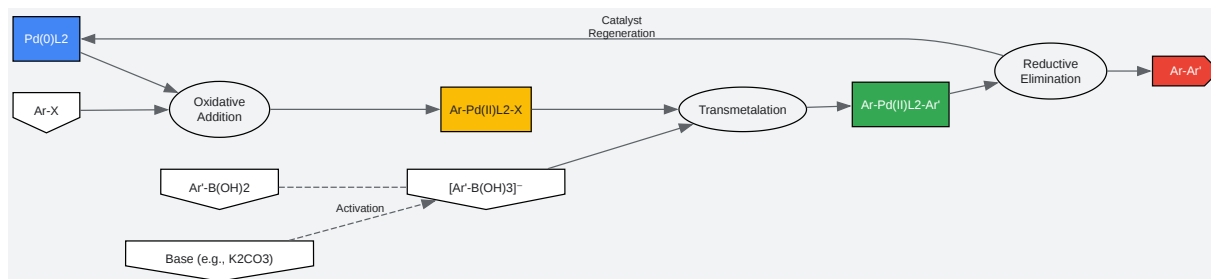 Catalyst
Regeneration
Pd(0)L2
Reductive
Elimination
Ar-Ar'
Ar-X
Oxidative
Addition
Ar-Pd(II)L2-X
Transmetalation
Ar-Pd(II)L2-Ar'
Ar'-B(OH)2
[Ar'-B(OH)3]⁻
Activation
Base (e.g., K2CO3)